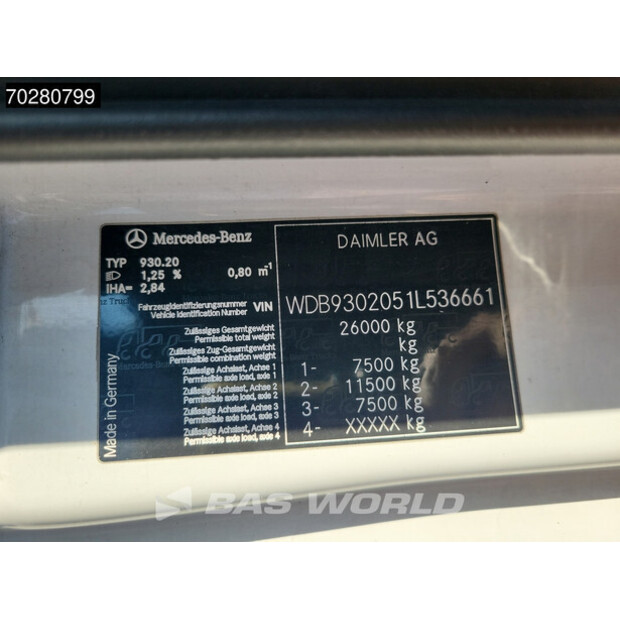 70280799
Mercedes-Benz
DAIMLER AG
TYP 930.20
1,25 % 0,80 m⁻¹
IHA= 2,84
Fahrzeugidentifizierungsnummer
Vehicle Identification Number VIN WDB9302051L536661
Zulässiges Gesamtgewicht
Permissible total weight 26000 kg
Zulässiges Zug-Gesamtgewicht
Permissible combination weight kg
Zulässige Achslast, Achse 1
Permissible axle load, axle 1 1- 7500 kg
Zulässige Achslast, Achse 2
Permissible axle load, axle 2 2- 11500 kg
Zulässige Achslast, Achse 3
Permissible axle load, axle 3 3- 7500 kg
Zulässige Achslast, Achse 4
Permissible axle load, axle 4 4- XXXXX kg
Made in Germany
BAS WORLD